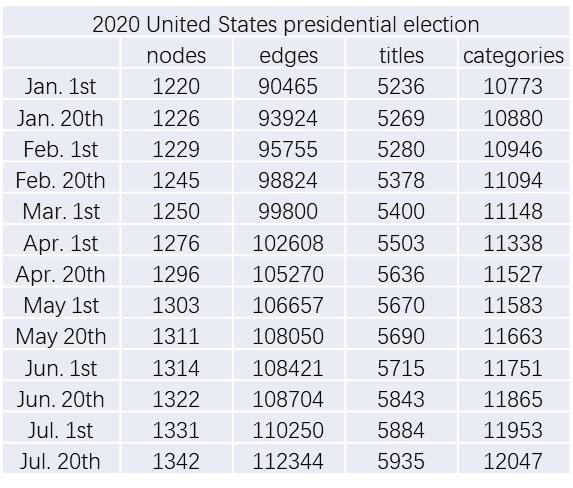 2020 United States presidential election
nodes edges titles categories
Jan. 1st 1220 90465 5236 10773
Jan. 20th 1226 93924 5269 10880
Feb. 1st 1229 95755 5280 10946
Feb. 20th 1245 98824 5378 11094
Mar. 1st 1250 99800 5400 11148
Apr. 1st 1276 102608 5503 11338
Apr. 20th 1296 105270 5636 11527
May 1st 1303 106657 5670 11583
May 20th 1311 108050 5690 11663
Jun. 1st 1314 108421 5715 11751
Jun. 20th 1322 108704 5843 11865
Jul. 1st 1331 110250 5884 11953
Jul. 20th 1342 112344 5935 12047